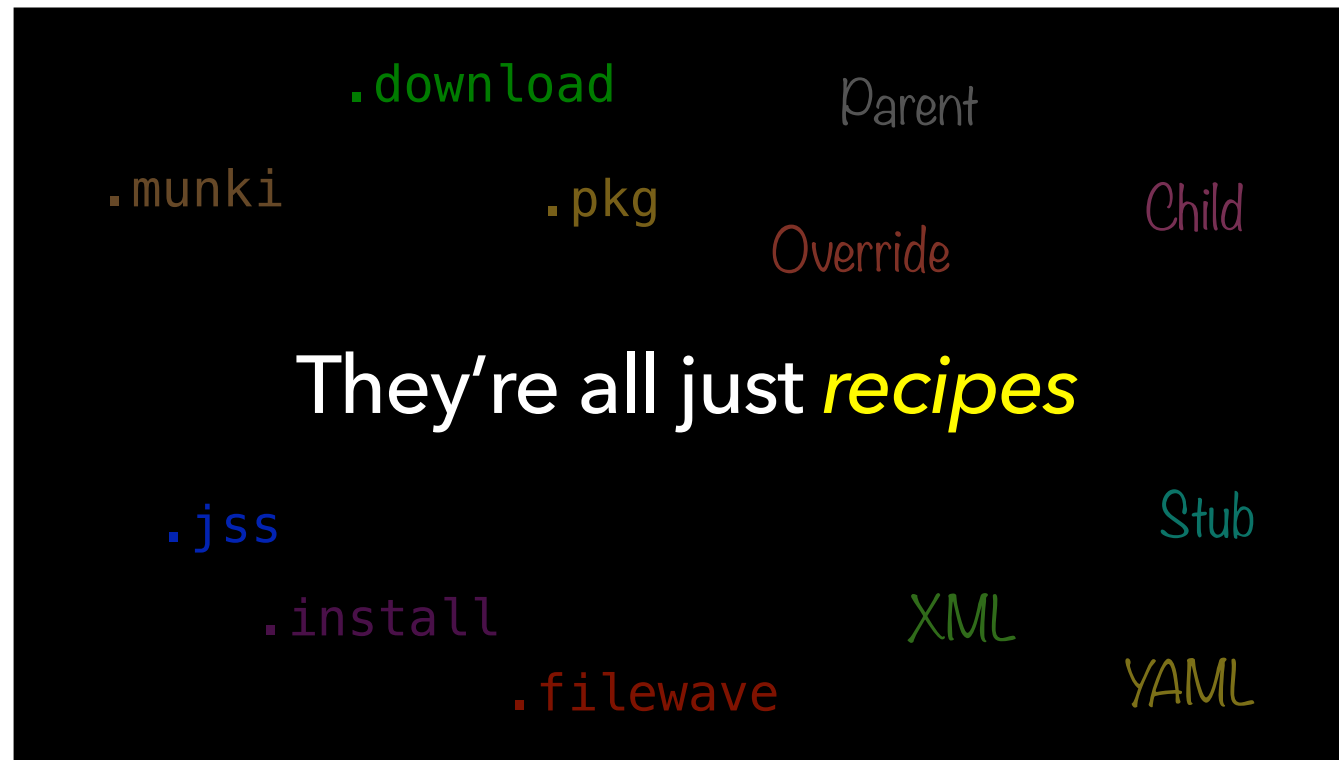 .download
Parent
.munki
.pkg
Child
Override
They’re all just recipes
.jss
Stub
.install
XML
.filewave
YAML